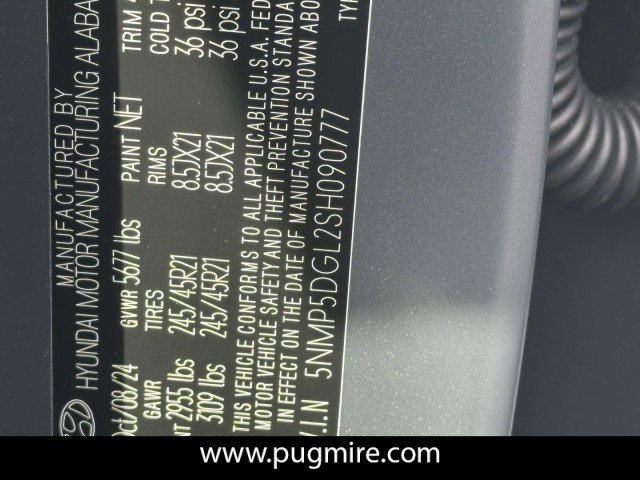 MANUFACTURED BY
HYUNDAI MOTOR MANUFACTURING ALABA
Oct/08/24 GVWR 5677 lbs PAINT NET TRIM
GAWR TIRES RIMS COLD
NT 2955 lbs 245/45R21 8.5JX21 36 psi
3109 lbs 245/45R21 8.5JX21 36 psi
THIS VEHICLE CONFORMS TO ALL APPLICABLE U.S.A. FED
MOTOR VEHICLE SAFETY AND THEFT PREVENTION STANDA
IN EFFECT ON THE DATE OF MANUFACTURE SHOWN ABO
V.I.N 5NMP5DGL2SH090777 TY
www.pugmire.com